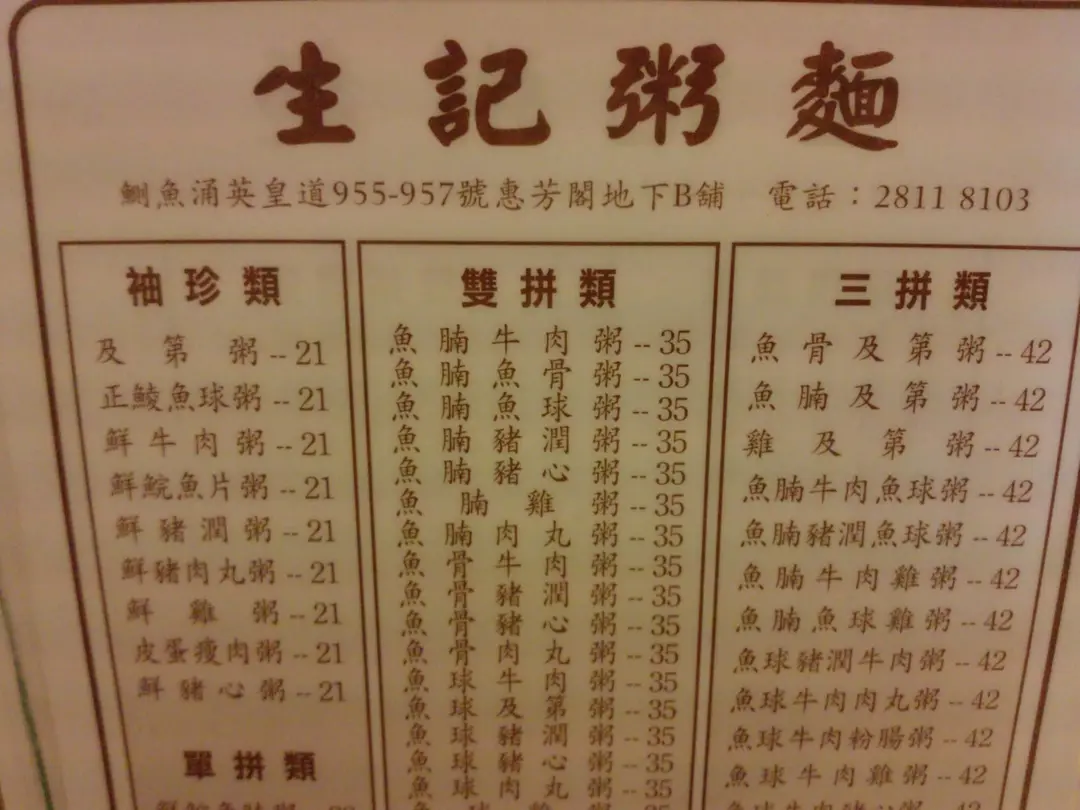 生記粥麵
鰂魚涌英皇道955-957號惠芳閣地下B舖 電話：2811 8103
袖珍類
及第粥--21
正鯪魚球粥--21
鮮牛肉粥--21
鮮鯇魚片粥--21
鮮豬潤粥--21
鮮豬肉丸粥--21
鮮雞粥--21
皮蛋瘦肉粥--21
鮮豬心粥--21
單拼類
雙拼類
魚腩牛肉粥--35
魚腩魚骨粥--35
魚腩魚球粥--35
魚腩豬潤粥--35
魚腩豬心粥--35
魚腩雞粥--35
魚腩肉丸粥--35
魚骨牛肉粥--35
魚骨豬潤粥--35
魚骨豬心粥--35
魚骨肉丸粥--35
魚球牛肉粥--35
魚球及第粥--35
魚球豬潤粥--35
魚球豬心粥--35
魚球肉丸粥--35
三拼類
魚骨及第粥--42
魚腩及第粥--42
雞及第粥--42
魚腩牛肉魚球粥--42
魚腩豬潤魚球粥--42
魚腩牛肉雞粥--42
魚腩魚球雞粥--42
魚球豬潤牛肉粥--42
魚球牛肉肉丸粥--42
魚球牛肉粉腸粥--42
魚球牛肉雞粥--42